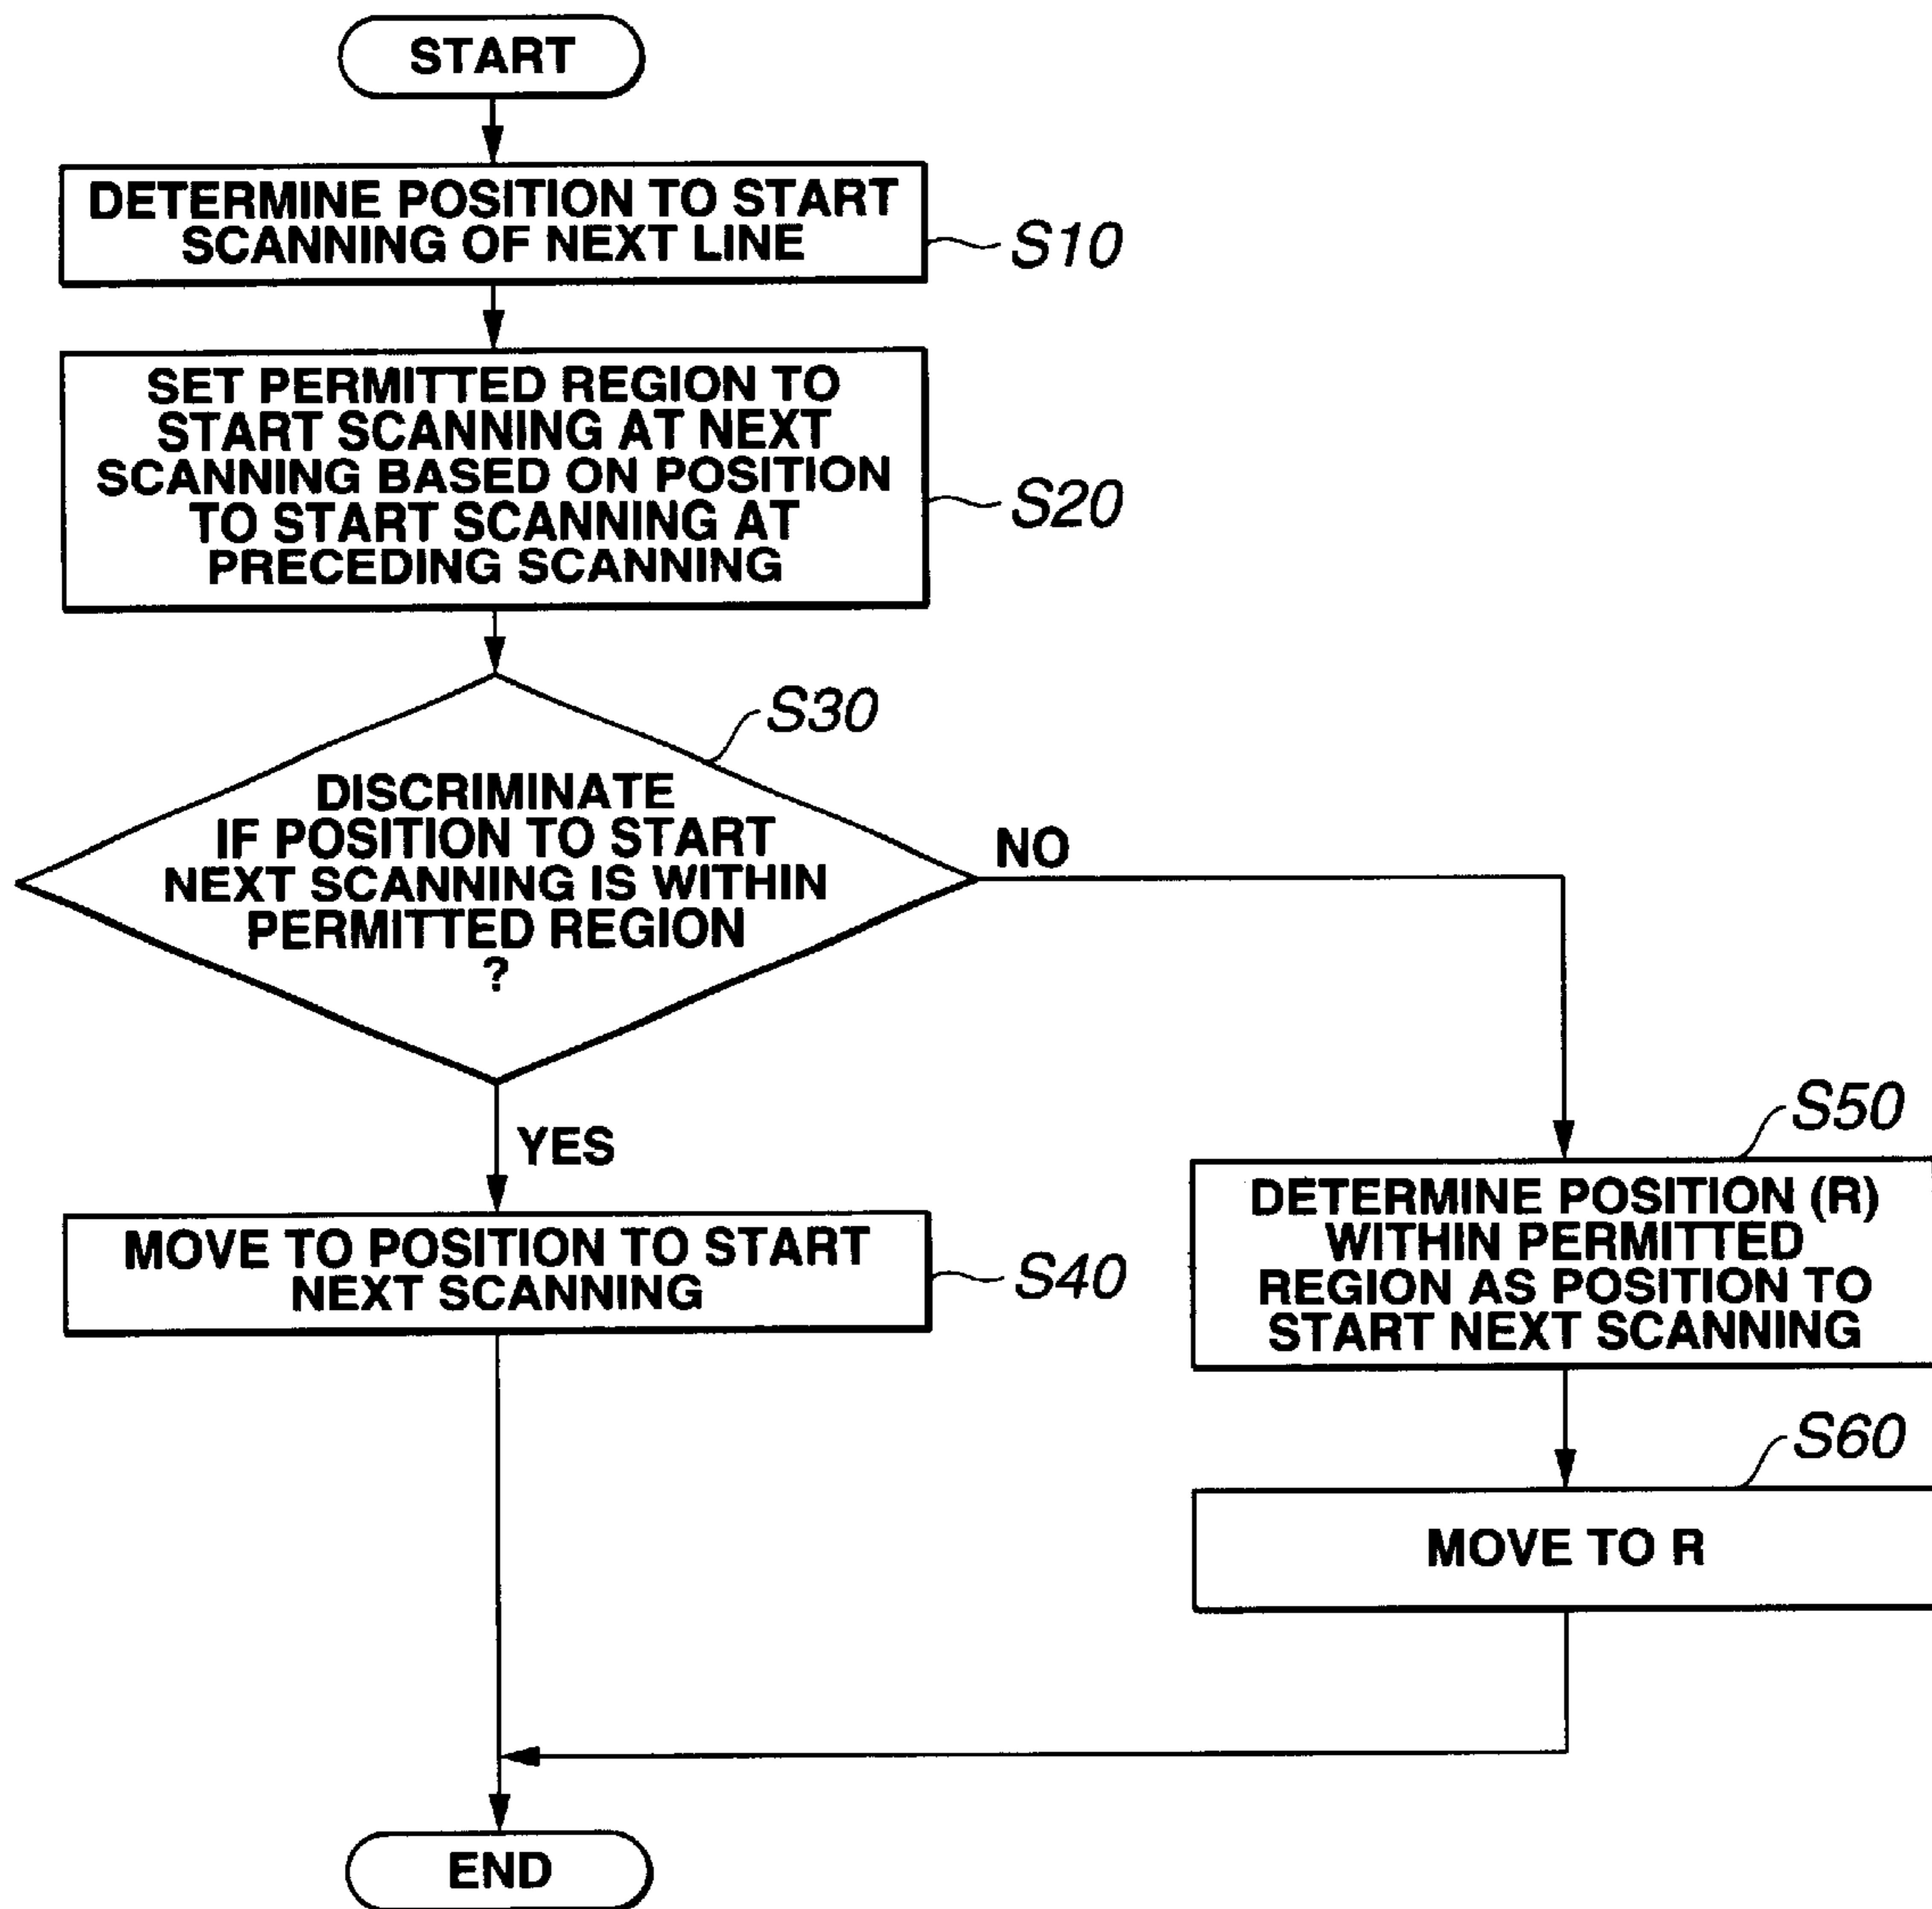 START
DETERMINE POSITION TO START
SCANNING OF NEXT LINE
S10
SET PERMITTED REGION TO
START SCANNING AT NEXT
SCANNING BASED ON POSITION
TO START SCANNING AT
PRECEDING SCANNING
S20
S30
DISCRIMINATE
IF POSITION TO START
NEXT SCANNING IS WITHIN
PERMITTED REGION
?
NO
YES
MOVE TO POSITION TO START
NEXT SCANNING
S40
S50
DETERMINE POSITION (R)
WITHIN PERMITTED
REGION AS POSITION TO
START NEXT SCANNING
S60
MOVE TO R
END